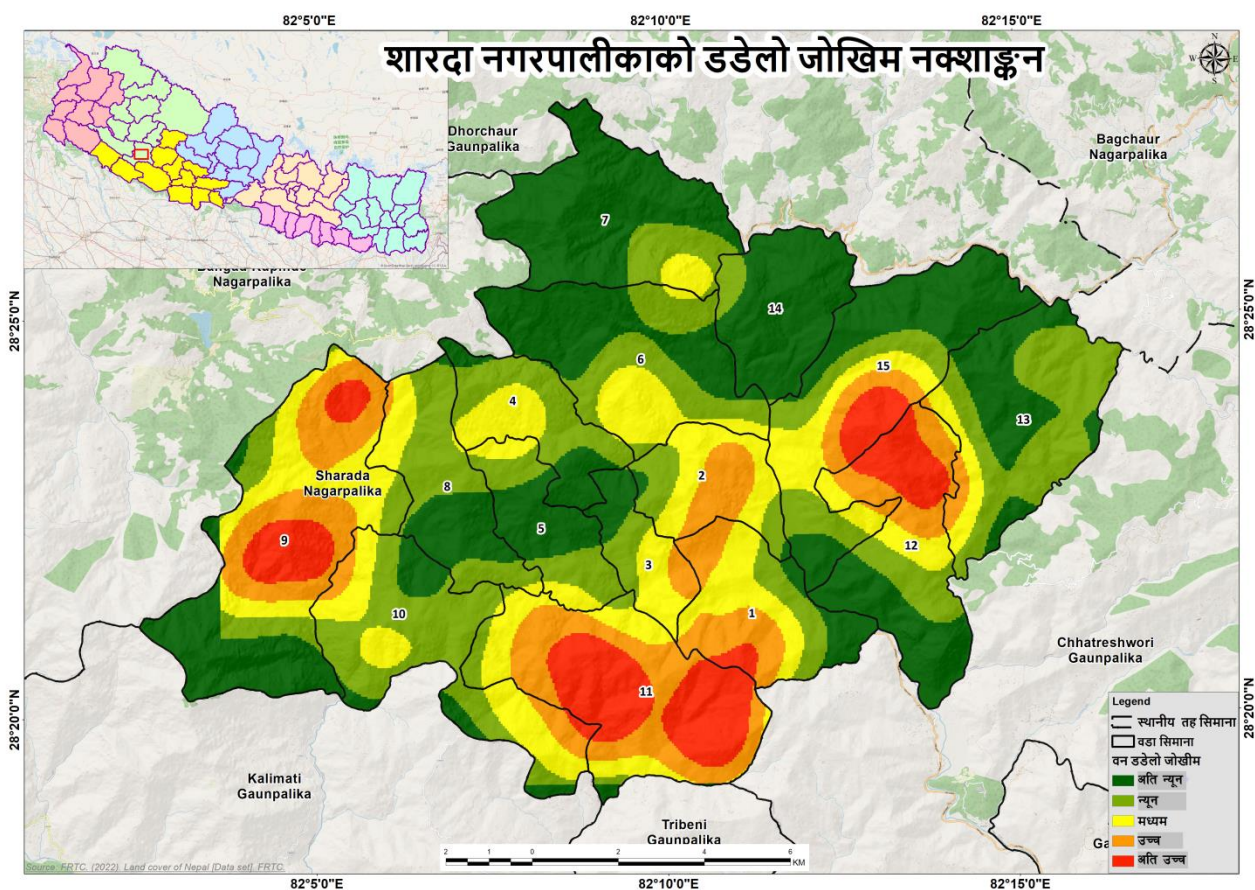 82°5'0"E
82°10'0"E
82°15'0"E
शारदा नगरपालीकाको डडेलो जोखिम नक्शाङ्कन
N
W
E
S
Dhorchaur
Gaunpalika
Bagchaur
Nagarpalika
Nagarpalika
28°25'0"N
28°25'0"N
7
14
6
15
4
13
Sharada
Nagarpalika
2
8
5
9
12
3
10
1
11
Chhatreshwori
Gaunpalika
28°20'0"N
28°20'0"N
Kalimati
Gaunpalika
Tribeni
Gaunpalika
Ga
Legend
स्थानीय तह सिमाना
वडा सिमाना
वन डडेलो जोखीम
अति न्यून
न्यून
मध्यम
उच्च
अति उच्च
2 1 0 2 4 6
KM
Source: FRTC. (2022). Land cover of Nepal [Data set]. FRTC.
82°5'0"E
82°10'0"E
82°15'0"E